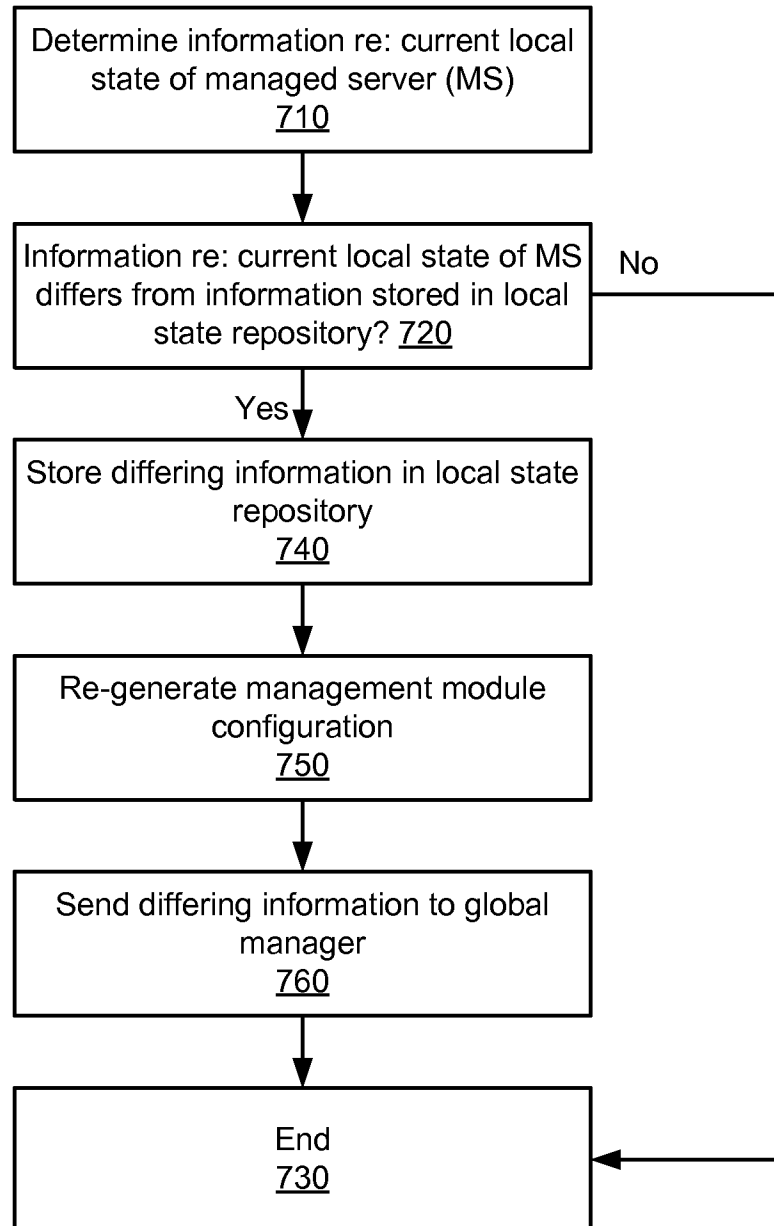 Determine information re: current local
state of managed server (MS)
710
Information re: current local state of MS
differs from information stored in local
state repository? 720
No
Yes
Store differing information in local state
repository
740
Re-generate management module
configuration
750
Send differing information to global
manager
760
End
730